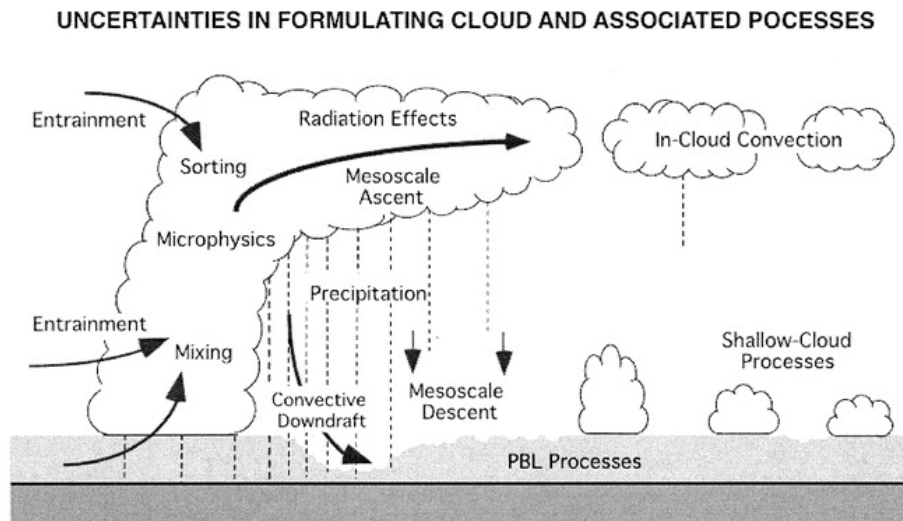 UNCERTAINTIES IN FORMULATING CLOUD AND ASSOCIATED POCESSES
Entrainment
Radiation Effects
In-Cloud Convection
Sorting
Mesoscale
Ascent
Microphysics
Precipitation
Entrainment
Mixing
Shallow-Cloud
Processes
Convective
Downdraft
Mesoscale
Descent
PBL Processes